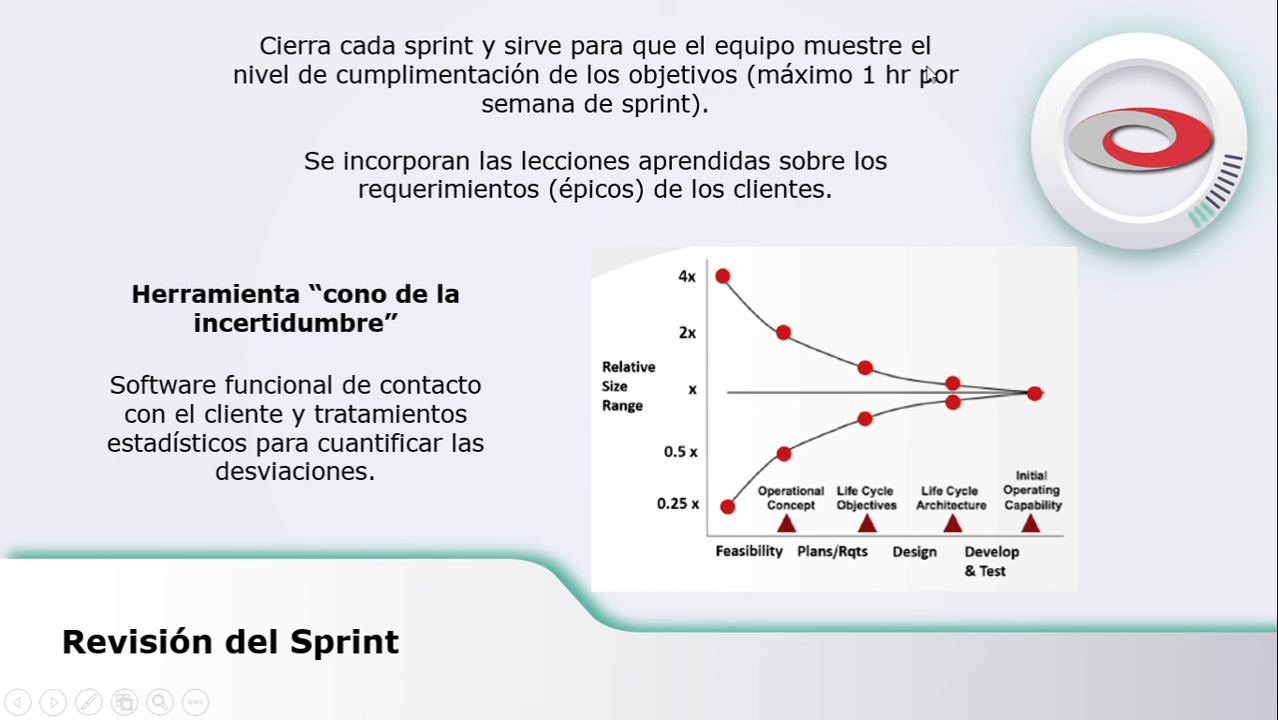 Cierra cada sprint y sirve para que el equipo muestre el
nivel de cumplimentación de los objetivos (máximo 1 hr por
semana de sprint).
Se incorporan las lecciones aprendidas sobre los
requerimientos (épicos) de los clientes.
Herramienta “cono de la
incertidumbre”
Software funcional de contacto
con el cliente y tratamientos
estadísticos para cuantificar las
desviaciones.
4x
2x
Relative
Size
Range
x
0.5 x
0.25 x
Operational
Concept
Life Cycle
Objectives
Life Cycle
Architecture
Initial
Operating
Capability
Feasibility
Plans/Rqts
Design
Develop
& Test
Revisión del Sprint